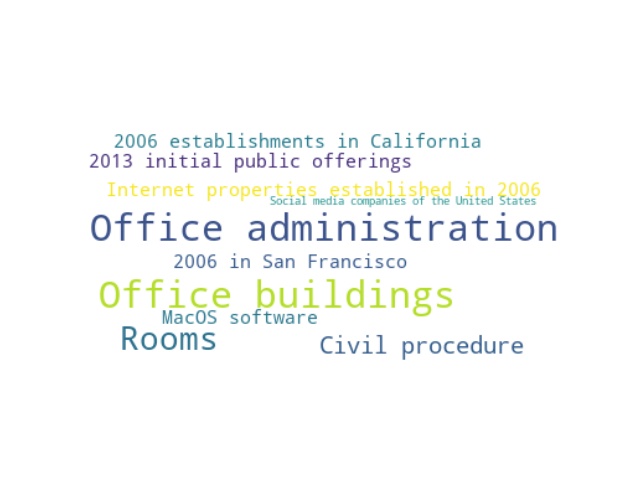 2006 establishments in California
2013 initial public offerings
Internet properties established in 2006
Social media companies of the United States
Office administration
2006 in San Francisco
Office buildings
MacOS software
Rooms
Civil procedure